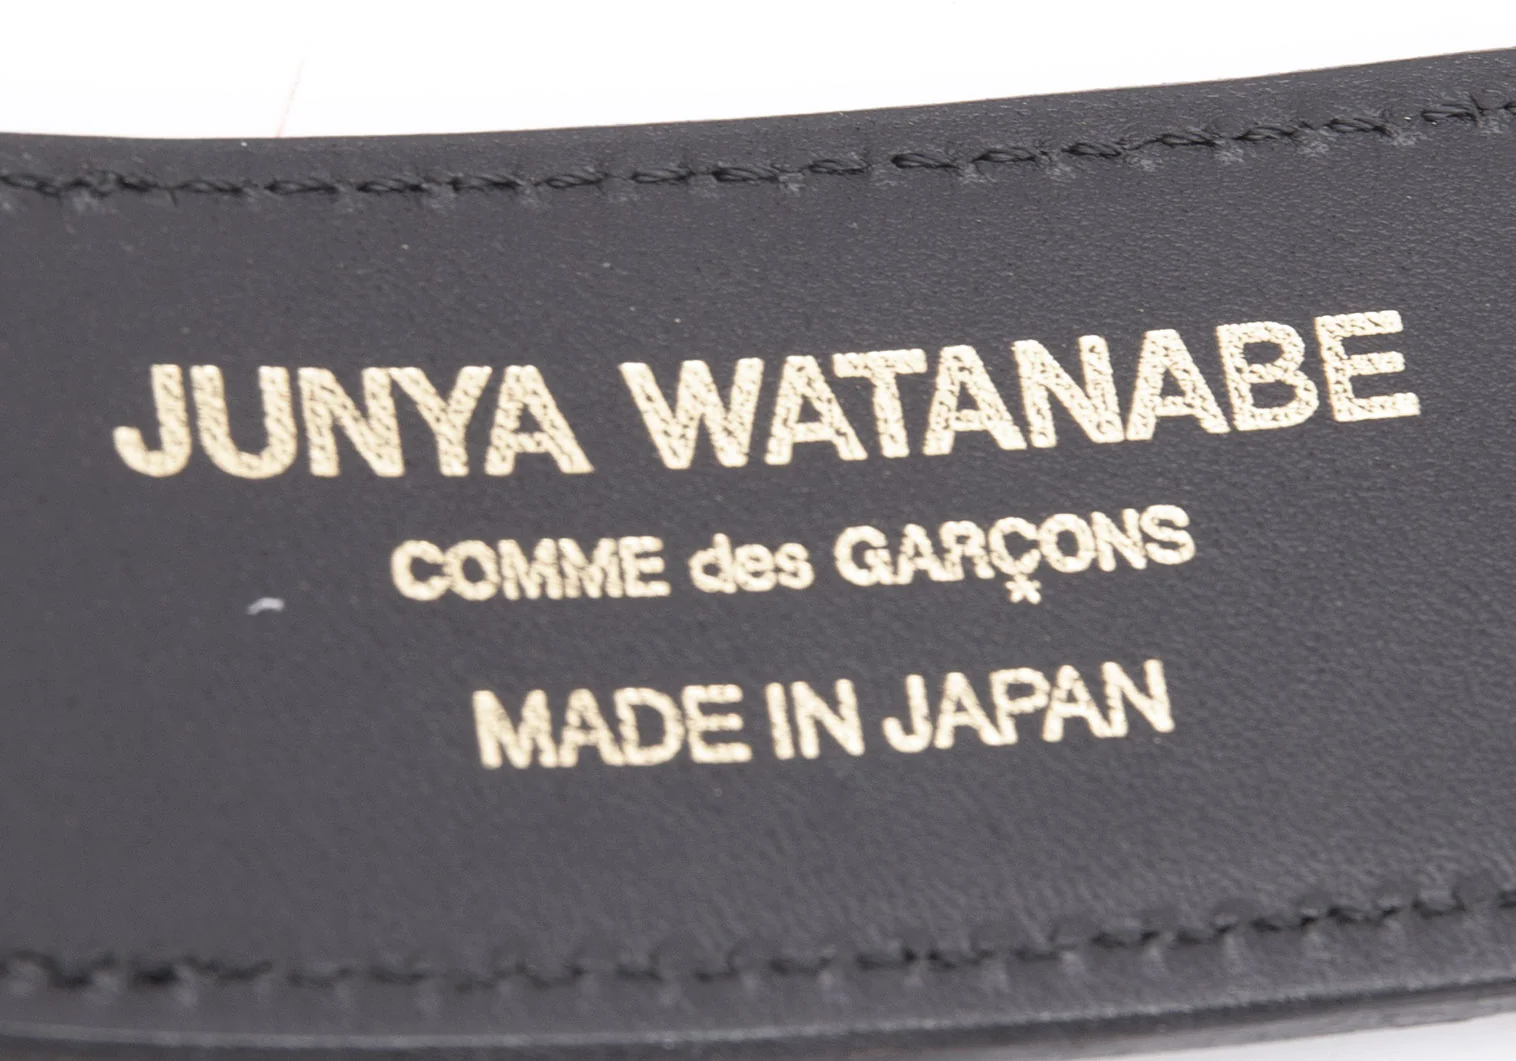 JUNYA WATANABE
COMME des GARÇONS
MADE IN JAPAN